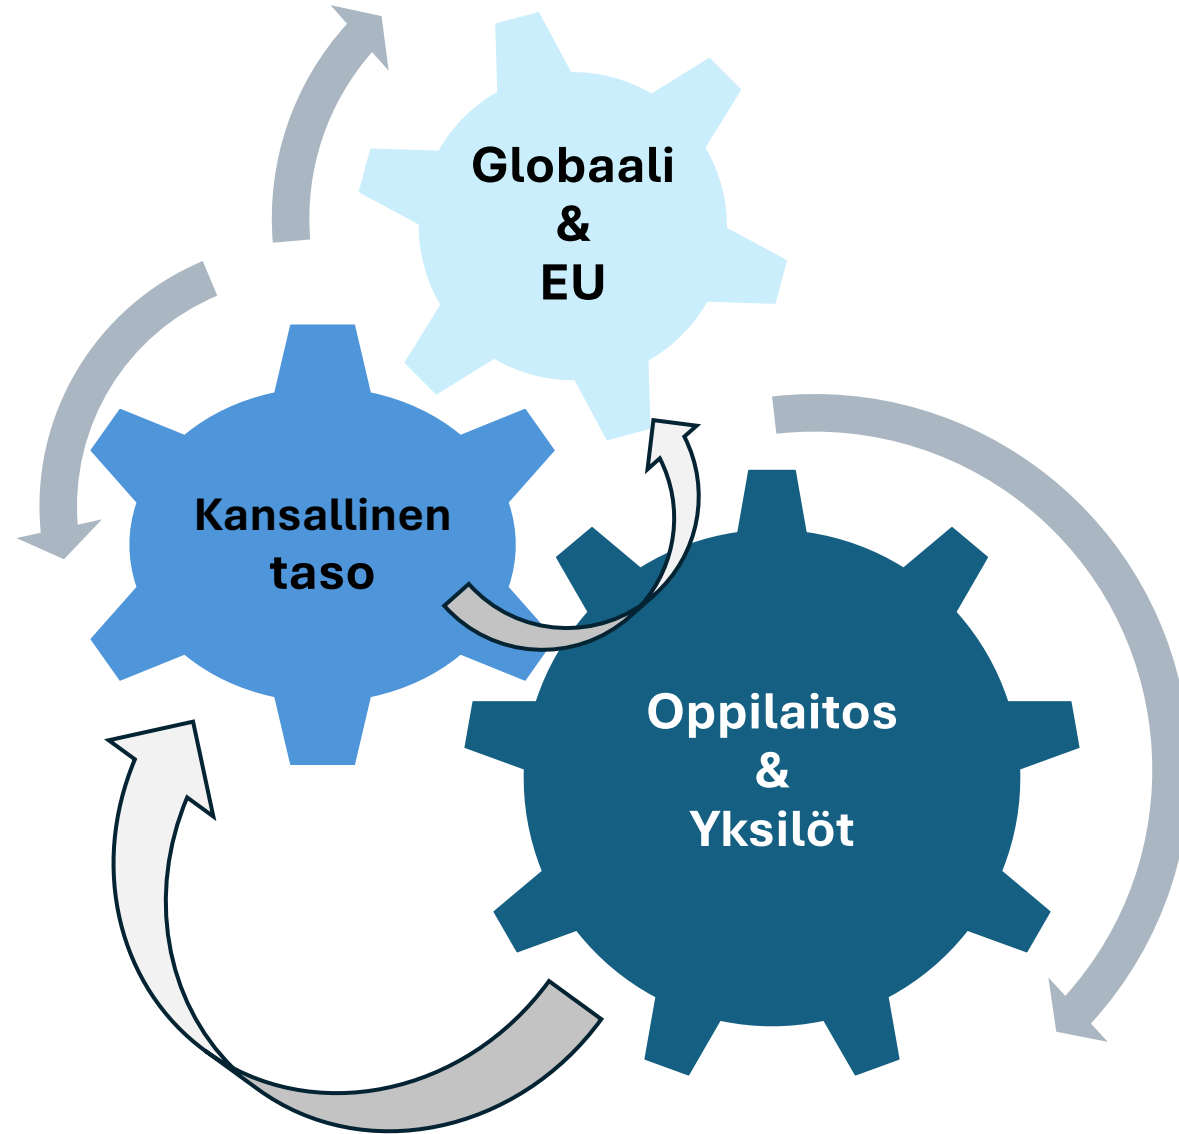 Globaali
&
EU
Kansallinen
taso
Oppilaitos
&
Yksilöt